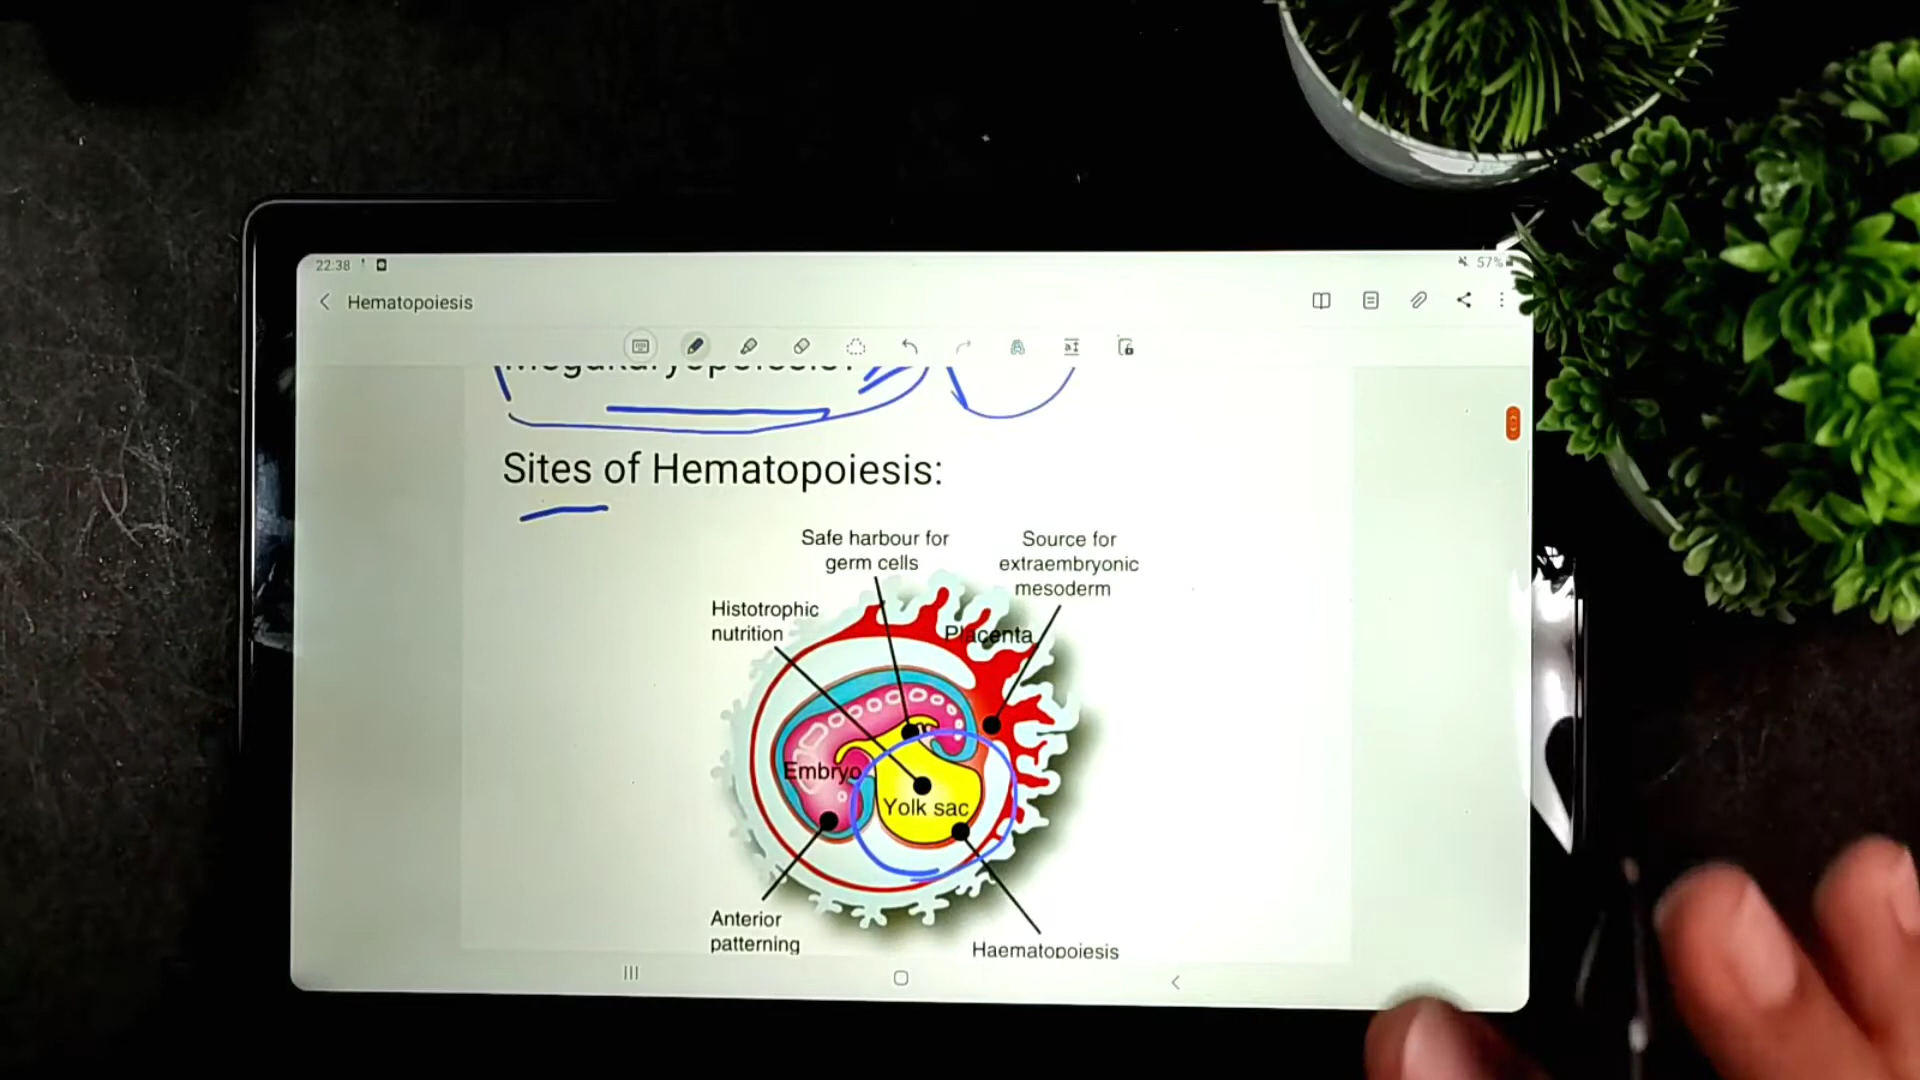 22:38
57%
Hematopoiesis
Sites of Hematopoiesis:
Safe harbour for
germ cells
Source for
extraembryonic
mesoderm
Histotrophic
nutrition
Placenta
Embryo
Yolk sac
Anterior
patterning
Haematopoiesis